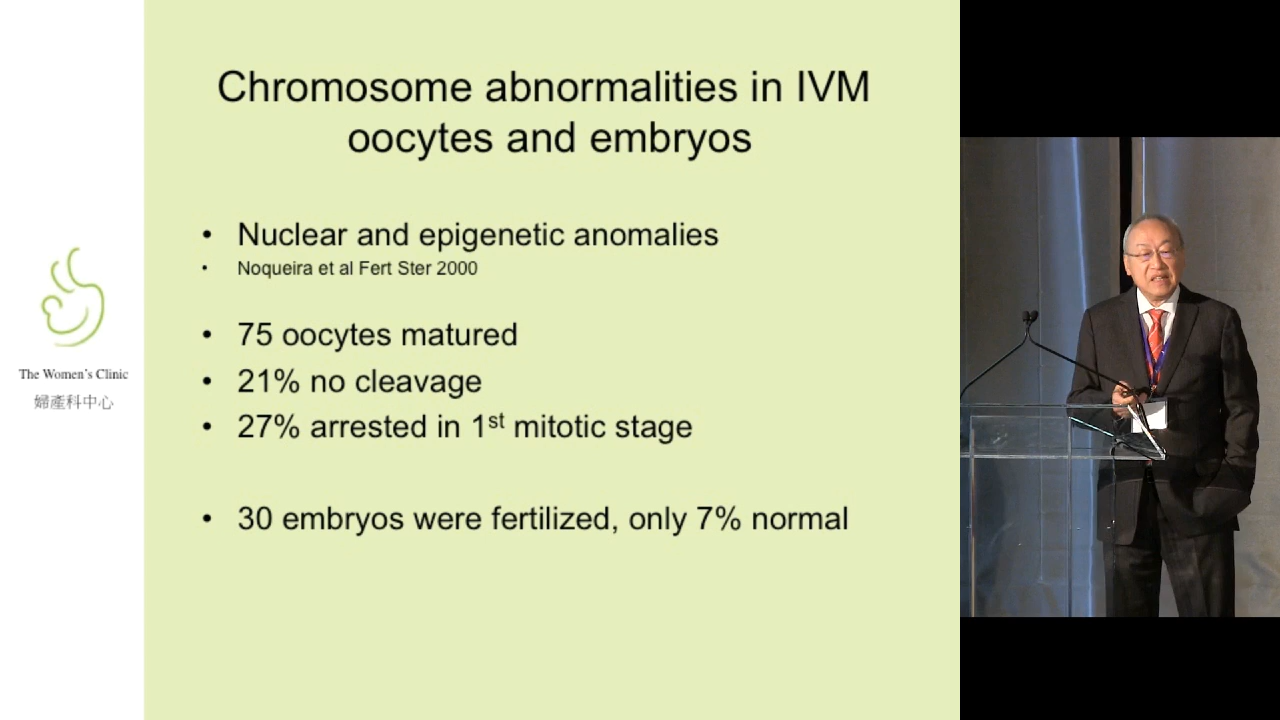 Chromosome abnormalities in IVM
oocytes and embryos
• Nuclear and epigenetic anomalies
• Noqueira et al Fert Ster 2000
• 75 oocytes matured
• 21% no cleavage
• 27% arrested in 1st mitotic stage
• 30 embryos were fertilized, only 7% normal
The Women's Clinic
婦產科中心